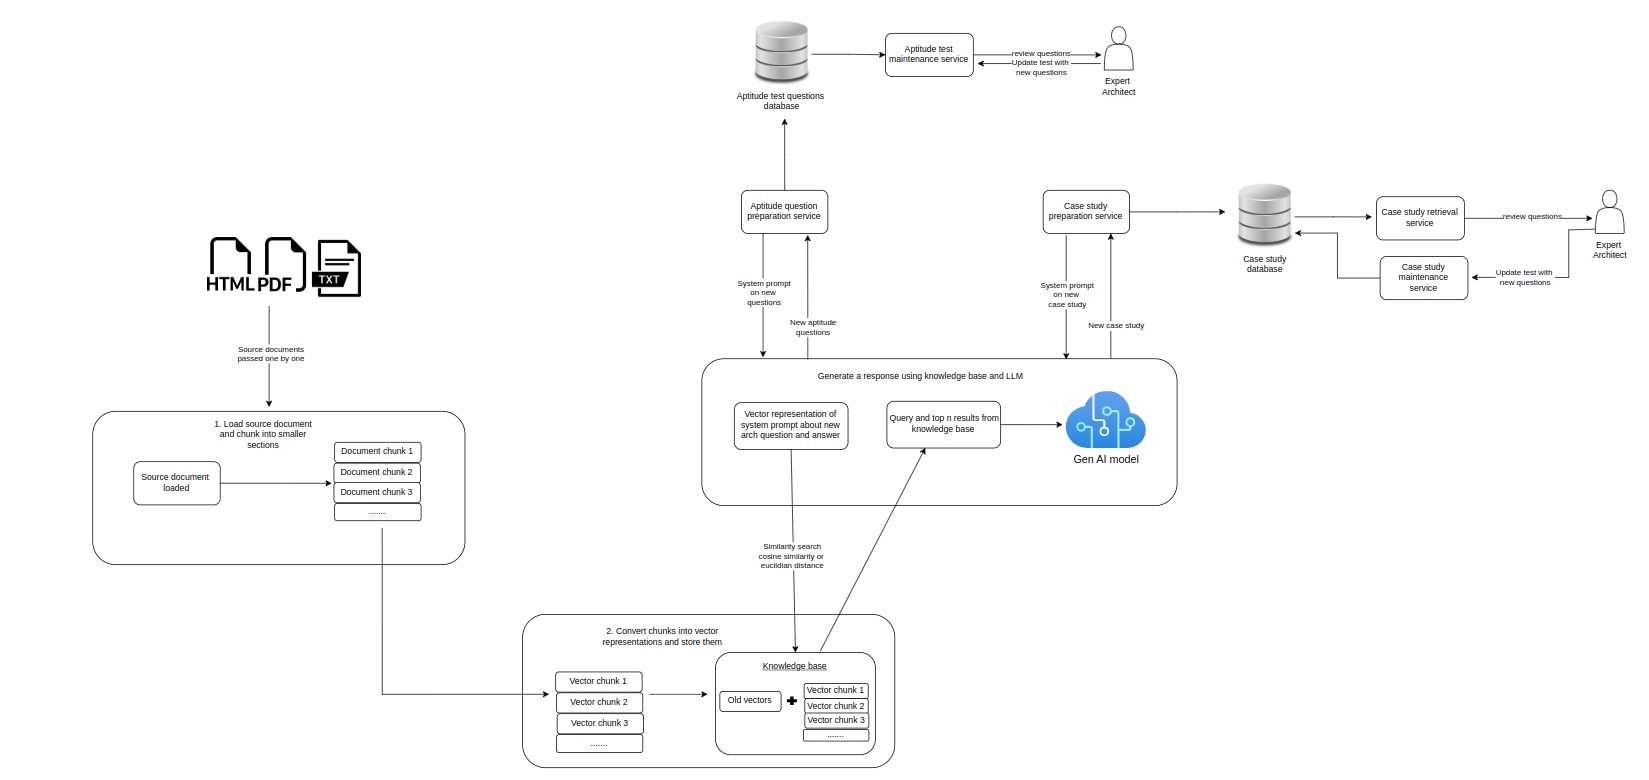 Aptitude test questions
database
Aptitude test
maintenance service
review questions
Update test with
new questions
Expert
Architect
Aptitude question
preparation service
Case study
preparation service
Case study
database
Case study retrieval
service
review questions
Expert
Architect
Case study
maintenance
service
Update test with
new questions
HTML
PDF
TXT
Source documents
passed one by one
System prompt
on new
questions
New aptitude
questions
System prompt
on new
case study
New case study
Generate a response using knowledge base and LLM
Vector representation of
system prompt about new
arch question and answer
Query and top n results from
knowledge base
Gen AI model
1. Load source document
and chunk into smaller
sections
Source document
loaded
Document chunk 1
Document chunk 2
Document chunk 3
.......
Similarity search
cosine similarity or
euclidian distance
2. Convert chunks into vector
representations and store them
Vector chunk 1
Vector chunk 2
Vector chunk 3
.......
Knowledge base
Old vectors
Vector chunk 1
Vector chunk 2
Vector chunk 3
.......